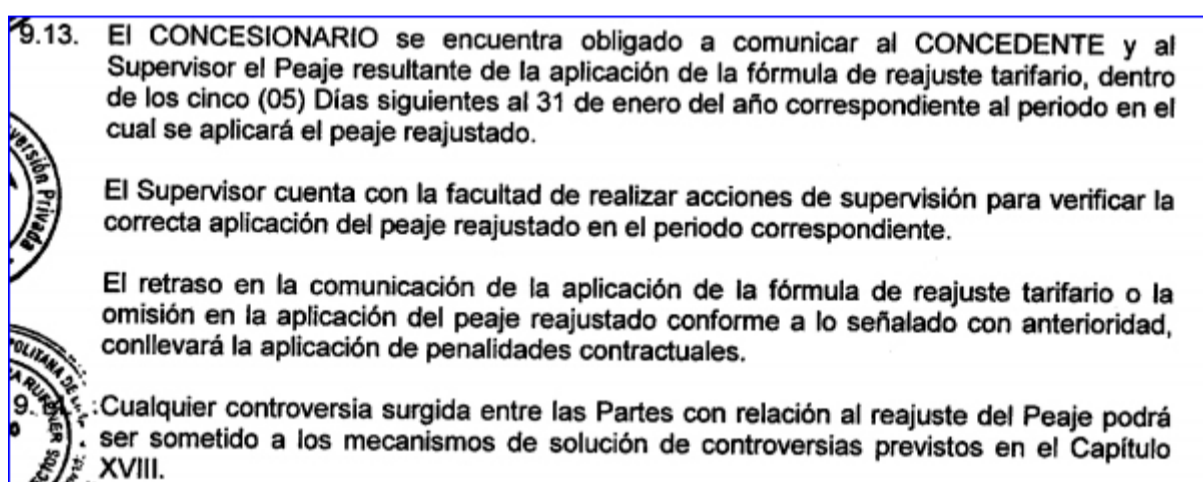 9.13. El CONCESIONARIO se encuentra obligado a comunicar al CONCEDENTE y al
Supervisor el Peaje resultante de la aplicación de la fórmula de reajuste tarifario, dentro
de los cinco (05) Días siguientes al 31 de enero del año correspondiente al periodo en el
cual se aplicará el peaje reajustado.
El Supervisor cuenta con la facultad de realizar acciones de supervisión para verificar la
correcta aplicación del peaje reajustado en el periodo correspondiente.
El retraso en la comunicación de la aplicación de la fórmula de reajuste tarifario o la
omisión en la aplicación del peaje reajustado conforme a lo señalado con anterioridad,
conllevará la aplicación de penalidades contractuales.
9. Cualquier controversia surgida entre las Partes con relación al reajuste del Peaje podrá
ser sometido a los mecanismos de solución de controversias previstos en el Capítulo
XVIII.
versión Privada